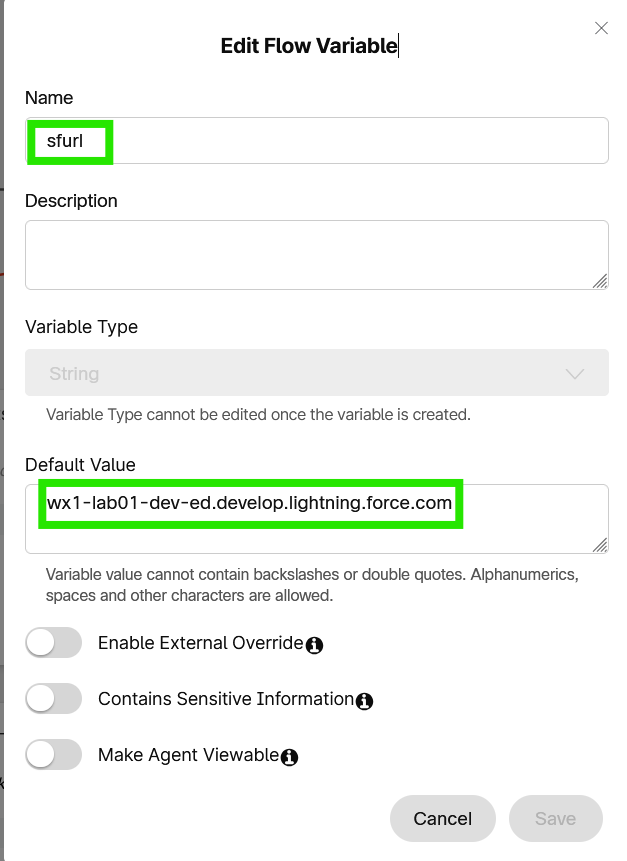 Edit Flow Variable
Name
sfurl
Description
Variable Type
String
Variable Type cannot be edited once the variable is created.
Default Value
wx1-lab01-dev-ed.develop.lightning.force.com
Variable value cannot contain backslashes or double quotes. Alphanumerics,
spaces and other characters are allowed.
Enable External Override
Contains Sensitive Information
Make Agent Viewable
Cancel
Save